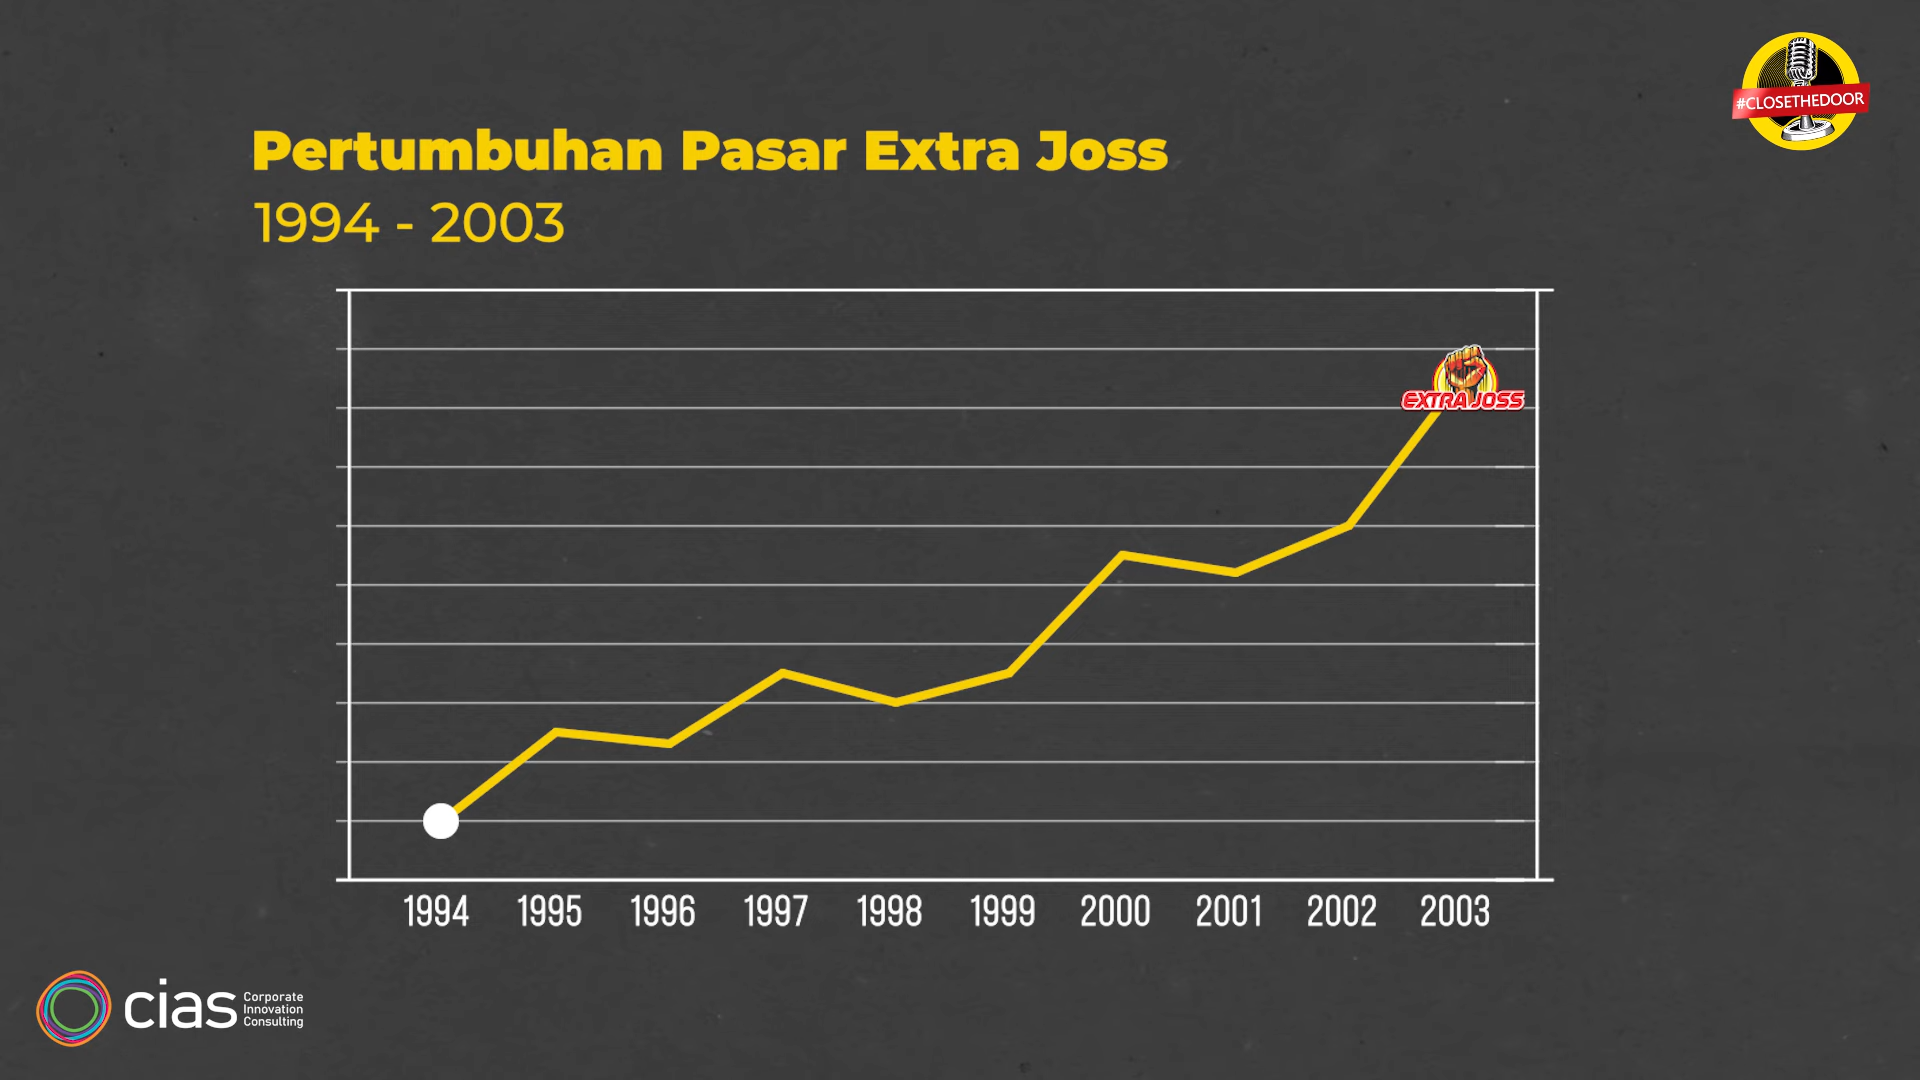 #CLOSETHEDOOR
Pertumbuhan Pasar Extra Joss
1994 - 2003
EXTRA JOSS
1994 1995 1996 1997 1998 1999 2000 2001 2002 2003
cias Corporate
Innovation
Consulting